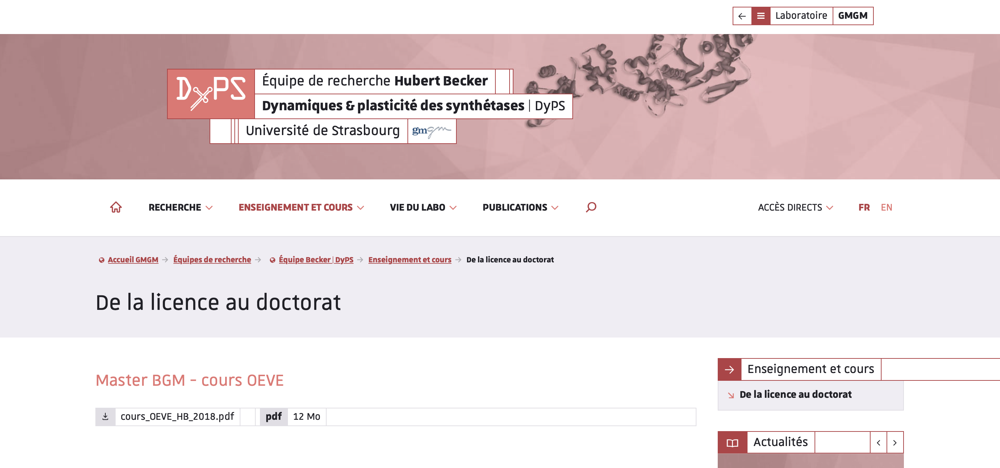 Laboratoire GMGM
DyPS
Équipe de recherche Hubert Becker
Dynamiques & plasticité des synthétases | DyPS
Université de Strasbourg gmgm
RECHERCHE ENSEIGNEMENT ET COURS VIE DU LABO PUBLICATIONS ACCÈS DIRECTS FR EN
Accueil GMGM Équipes de recherche Équipe Becker | DyPS Enseignement et cours De la licence au doctorat
De la licence au doctorat
Master BGM - cours OEVE
cours_OEVE_HB_2018.pdf pdf 12 Mo
Enseignement et cours
De la licence au doctorat
Actualités